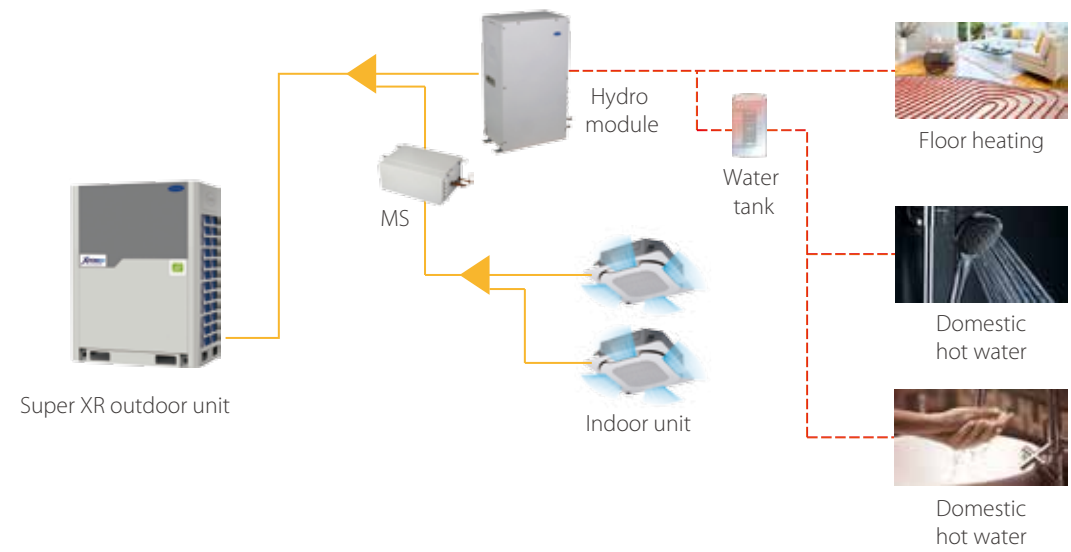 Hydro
module
Floor heating
Water
tank
MS
Domestic
hot water
Super XR outdoor unit
Indoor unit
Domestic
hot water